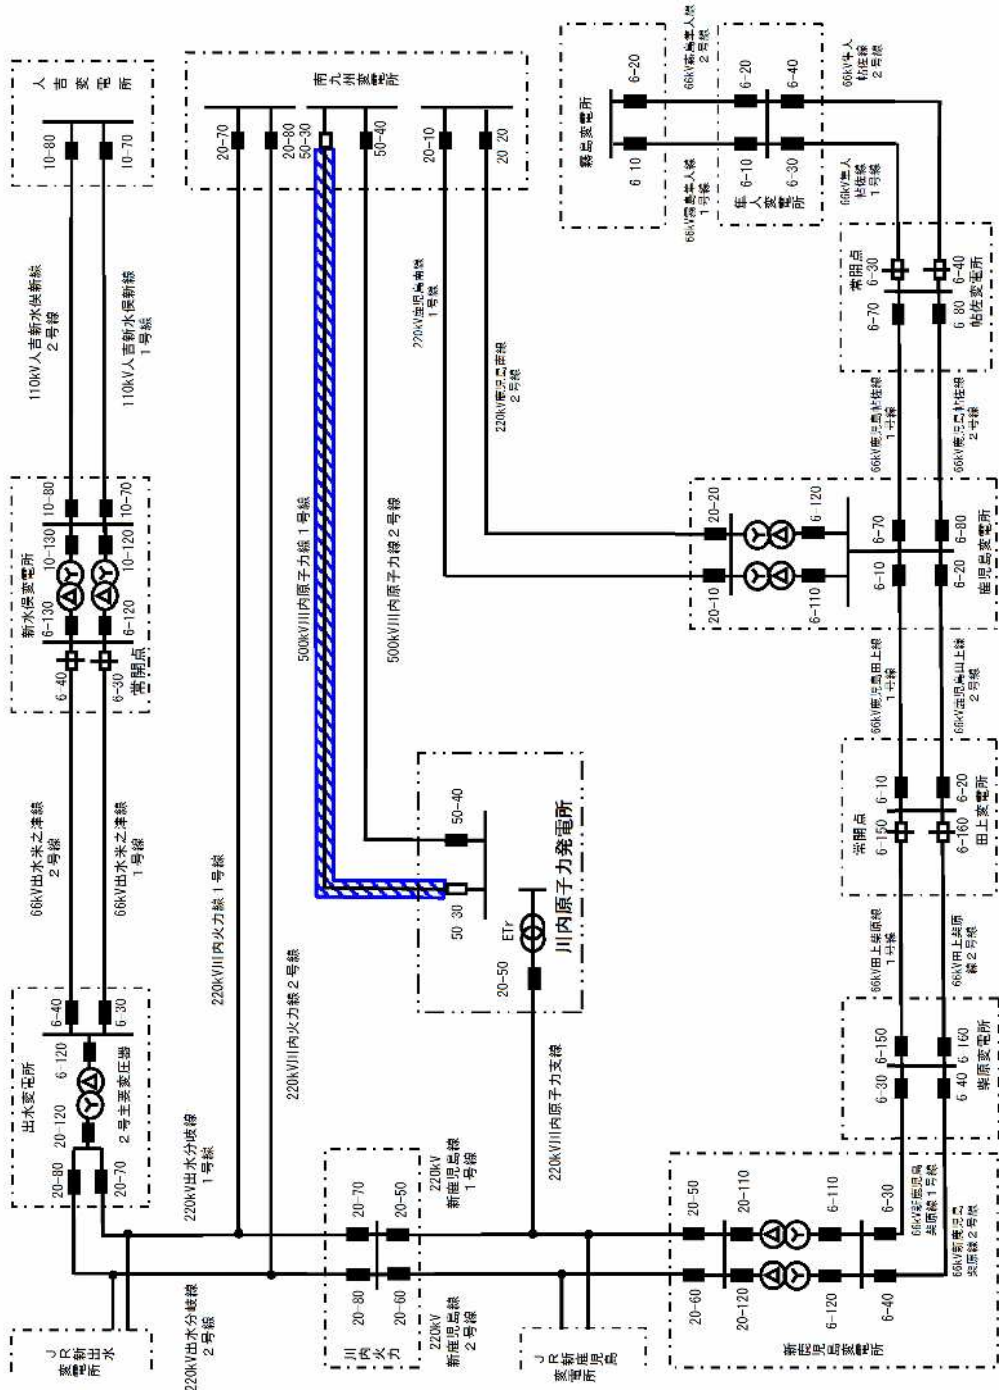 人吉変電所
10-80
10-70
110kV人吉新水俣新線
2号線
110kV人吉新水俣新線
1号線
新水俣変電所
10-80
10-70
10-130
10-120
6-130
6-120
6-40
6-30
常開点
66kV出水米之津線
2号線
66kV出水米之津線
1号線
出水変電所
6-40
6-30
6-120
20-120
2号主要変圧器
20-80
20-70
220kV出水分岐線
1号線
220kV出水分岐線
2号線
JR新出水
変電所
南九州変電所
20-70
20-80
50-30
50-40
20-10
20 20
220kV川内火力線1号線
220kV川内火力線2号線
500kV川内原子力線1号線
500kV川内原子力線2号線
220kV鹿児島南線
1号線
220kV鹿児島南線
2号線
川内原子力発電所
50-40
50 30
ETr
20-50
220kV川内原子力支線
川内火力
20-70
20-50
20-80
20-60
220kV
新鹿児島線
1号線
220kV
新鹿児島線
2号線
JR新鹿児島
変電所
霧島変電所
6-20
6 10
66kV霧島隼人線
2号線
66kV霧島隼人線
1号線
隼人変電所
6-20
6-40
6-10
6-30
66kV隼人
帖佐線
2号線
66kV隼人
帖佐線
1号線
常開点
6-30
6-40
6-70
6 80
帖佐変電所
66kV鹿児島帖佐線
1号線
66kV鹿児島帖佐線
2号線
鹿児島変電所
20-20
20-10
6-120
6-110
6-70
6-80
6-10
6-20
66kV鹿児島田上線
1号線
66kV鹿児島田上線
2号線
田上変電所
常開点
6-10
6-20
6-150
6-160
66kV田上柴原線
1号線
66kV田上柴原
線2号線
柴原変電所
6-150
6 160
6-30
6 40
66kV新鹿児島
柴原線1号線
66kV新鹿児島
柴原線2号線
新鹿児島変電所
20-50
20-110
6-110
6-30
20-60
20-120
6-120
6-40